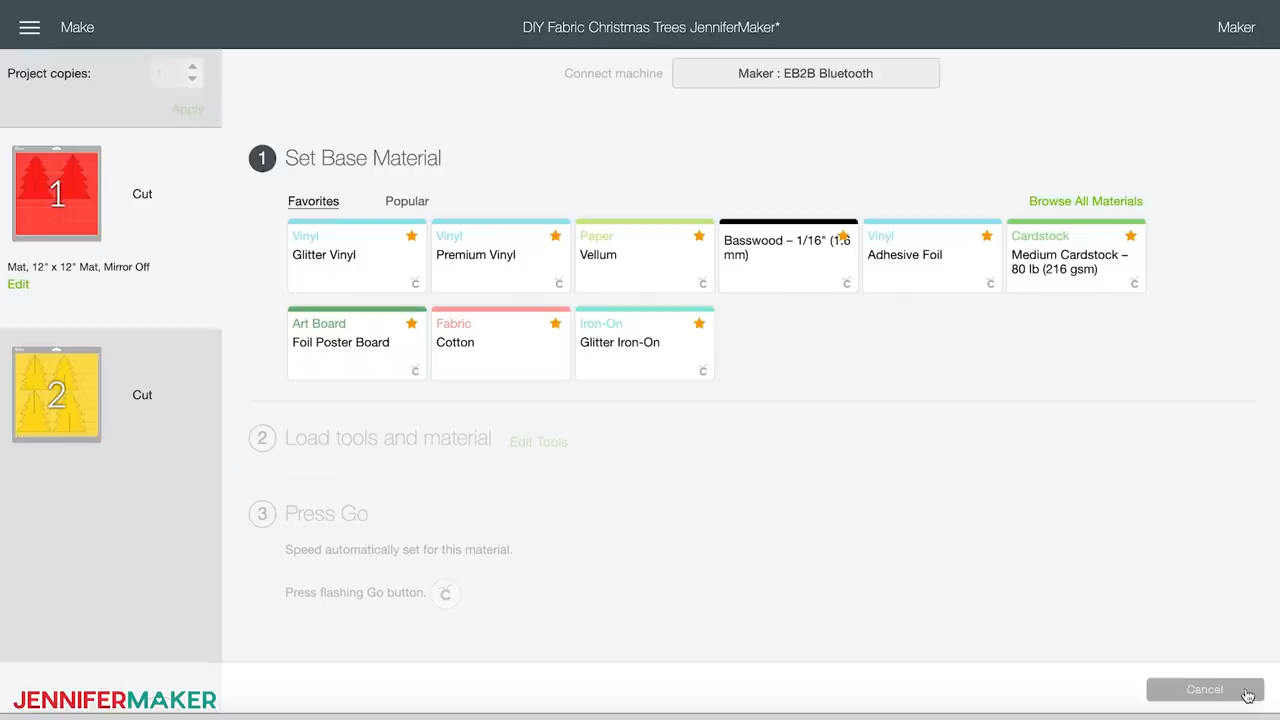 Make
DIY Fabric Christmas Trees JenniferMaker*
Maker
Project copies:
1
Apply
Connect machine
Maker : EB2B Bluetooth
1
Cut
Mat, 12" x 12" Mat, Mirror Off
Edit
2
Cut
1 Set Base Material
Favorites
Popular
Browse All Materials
Vinyl
Glitter Vinyl
Vinyl
Premium Vinyl
Paper
Vellum
Basswood – 1/16" (1.6
mm)
Vinyl
Adhesive Foil
Cardstock
Medium Cardstock –
80 lb (216 gsm)
Art Board
Foil Poster Board
Fabric
Cotton
Iron-On
Glitter Iron-On
2 Load tools and material
Edit Tools
3 Press Go
Speed automatically set for this material.
Press flashing Go button.
Cancel
JENNIFERMAKER